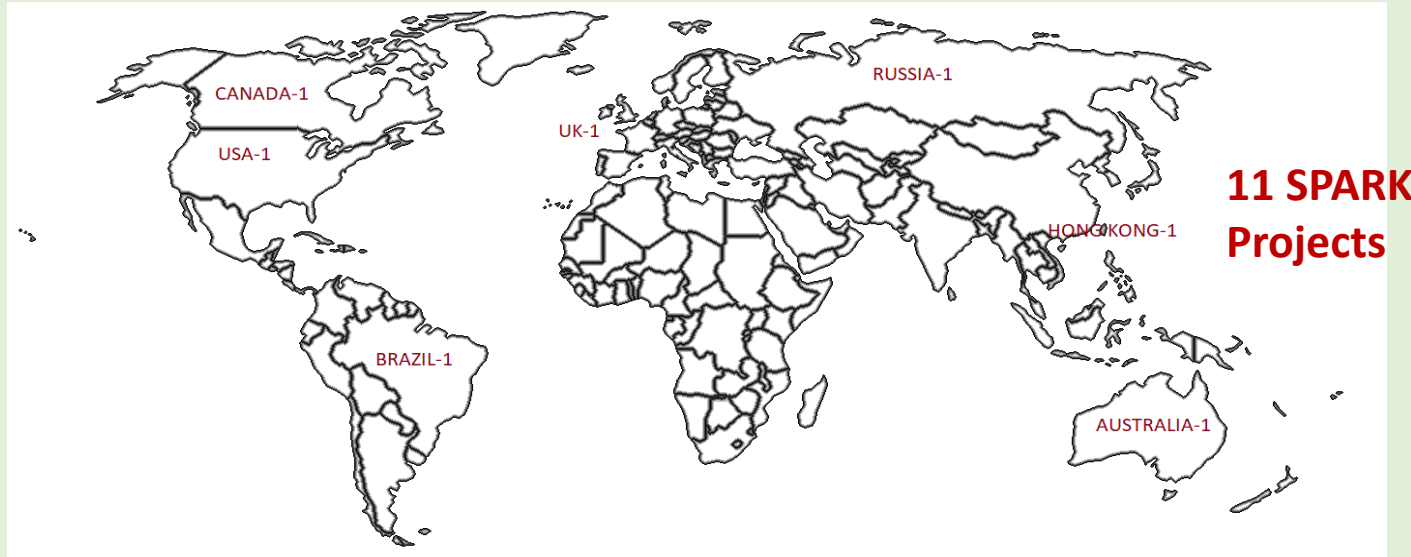 RUSSIA-1
CANADA-1
UK-1
USA-1
11 SPARK
Projects
HONGKONG-1
BRAZIL-1
AUSTRALIA-1